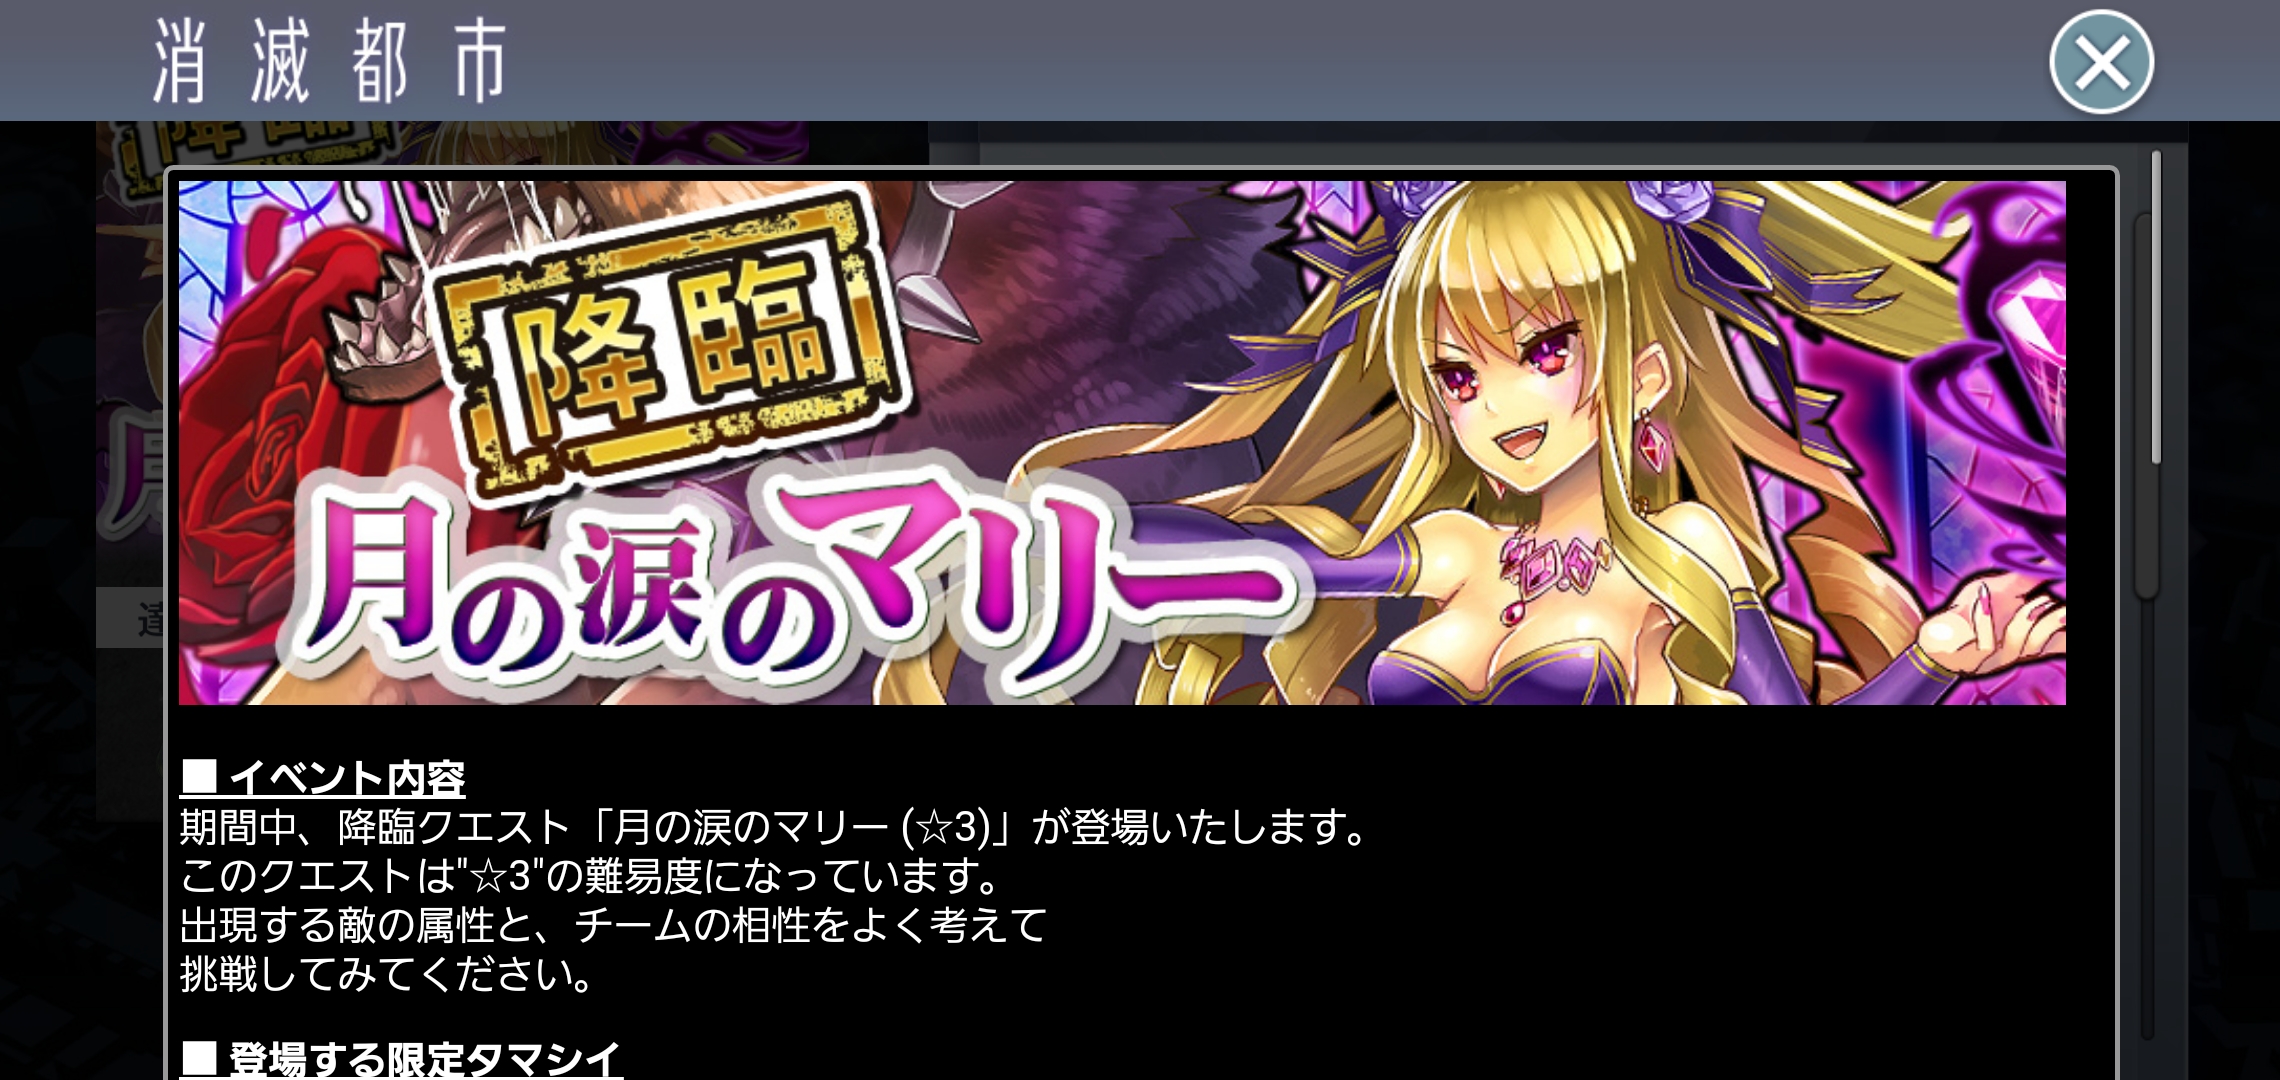 消滅都市
降臨
月の涙のマリー
■ イベント内容
期間中、降臨クエスト「月の涙のマリー (☆3)」が登場いたします。
このクエストは"☆3"の難易度になっています。
出現する敵の属性と、チームの相性をよく考えて
挑戦してみてください。
■ 登場する限定タマシイ